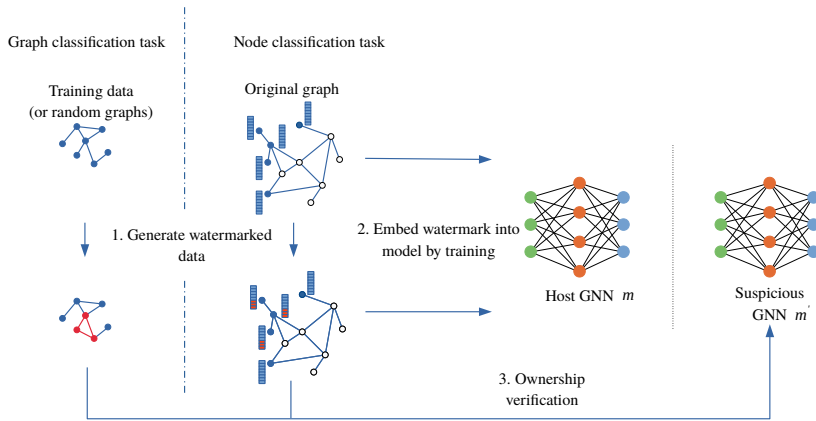 Graph classification task
Node classification task
Training data
(or random graphs)
Original graph
1. Generate watermarked
data
2. Embed watermark into
model by training
Host GNN m
Suspicious
GNN m'
3. Ownership
verification